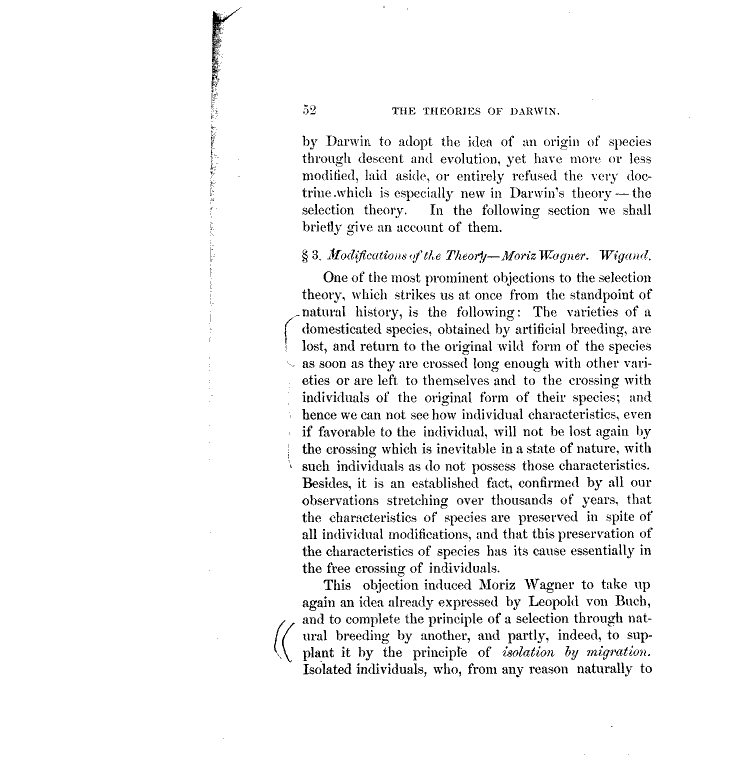 52 THE THEORIES OF DARWIN.
by Darwin to adopt the idea of an origin of species
through descent and evolution, yet have more or less
modified, laid aside, or entirely refused the very doc-
trine which is especially new in Darwin's theory — the
selection theory. In the following section we shall
briefly give an account of them.
§ 3. Modifications of the Theory—Moriz Wagner. Wigand.
One of the most prominent objections to the selection
theory, which strikes us at once from the standpoint of
natural history, is the following: The varieties of a
domesticated species, obtained by artificial breeding, are
lost, and return to the original wild form of the species
as soon as they are crossed long enough with other vari-
eties or are left to themselves and to the crossing with
individuals of the original form of their species; and
hence we can not see how individual characteristics, even
if favorable to the individual, will not be lost again by
the crossing which is inevitable in a state of nature, with
such individuals as do not possess those characteristics.
Besides, it is an established fact, confirmed by all our
observations stretching over thousands of years, that
the characteristics of species are preserved in spite of
all individual modifications, and that this preservation of
the characteristics of species has its cause essentially in
the free crossing of individuals.
This objection induced Moriz Wagner to take up
again an idea already expressed by Leopold von Buch,
and to complete the principle of a selection through nat-
ural breeding by another, and partly, indeed, to sup-
plant it by the principle of isolation by migration.
Isolated individuals, who, from any reason naturally to